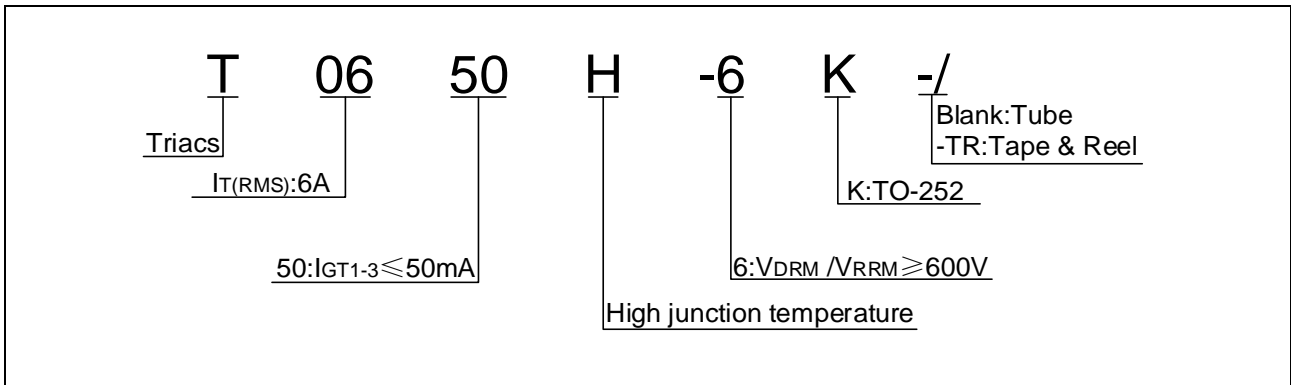 T 06 50 H -6 K -/
Blank:Tube
Triacs
-TR:Tape & Reel
IT(RMS):6A
K:TO-252
50:IGT1-3≤50mA
6:VDRM /VRRM≥600V
High junction temperature